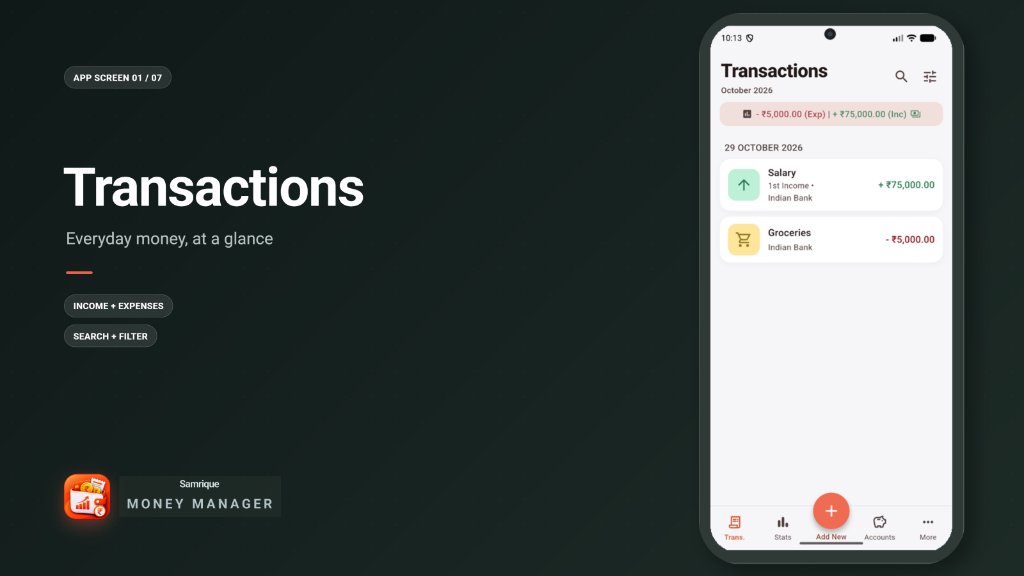 APP SCREEN 01 / 07
Transactions
Everyday money, at a glance
INCOME + EXPENSES
SEARCH + FILTER
Samrique
MONEY MANAGER
10:13
Transactions
October 2026
- ₹5,000.00 (Exp) | + ₹75,000.00 (Inc)
29 OCTOBER 2026
Salary
1st Income •
Indian Bank
+ ₹75,000.00
Groceries
Indian Bank
- ₹5,000.00
Trans.
Stats
Add New
Accounts
More